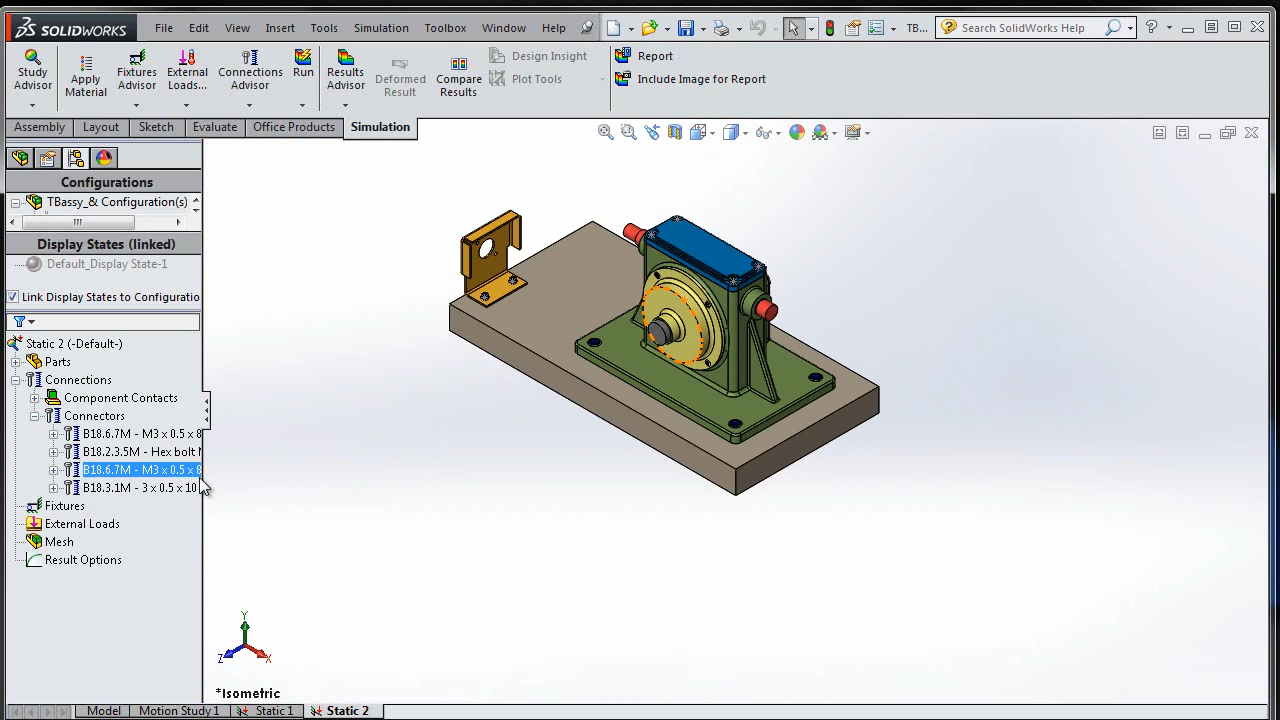 SOLIDWORKS File Edit View Insert Tools Simulation Toolbox Window Help TB... Search SolidWorks
Study Advisor
Apply Material
Fixtures Advisor
External Loads...
Connections Advisor
Run
Results Advisor
Deformed Result
Compare Results
Design Insight
Plot Tools
Report
Include Image for Report
Assembly Layout Sketch Evaluate Office Products Simulation
Configurations
TBassy_& Configuration(s)
Display States (linked)
Default_Display State-1
Link Display States to Configuratio
Static 2 (-Default-)
Parts
Connections
Component Contacts
Connectors
B18.6.7M - M3 x 0.5 x 8
B18.2.3.5M - Hex bolt
B18.6.7M - M3 x 0.5 x 8
B18.3.1M - 3 x 0.5 x 10
Fixtures
External Loads
Mesh
Result Options
Y
Z X
*Isometric
Model Motion Study 1 Static 1 Static 2